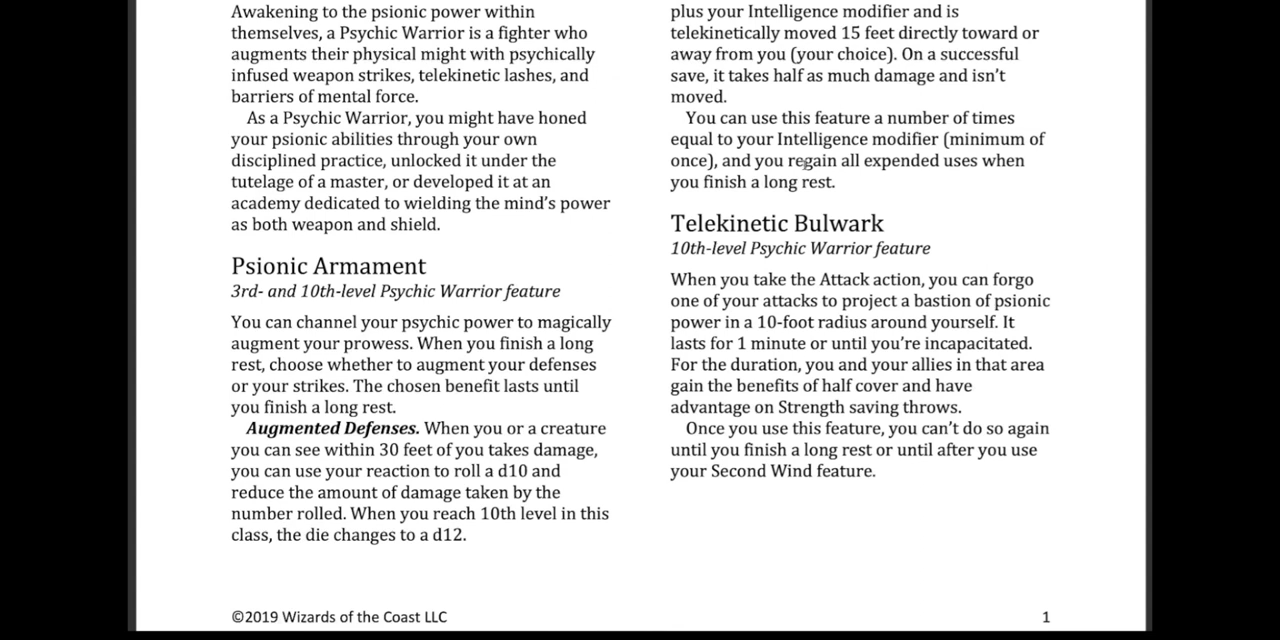 Awakening to the psionic power within
themselves, a Psychic Warrior is a fighter who
augments their physical might with psychically
infused weapon strikes, telekinetic lashes, and
barriers of mental force.
As a Psychic Warrior, you might have honed
your psionic abilities through your own
disciplined practice, unlocked it under the
tutelage of a master, or developed it at an
academy dedicated to wielding the mind’s power
as both weapon and shield.
Psionic Armament
3rd- and 10th-level Psychic Warrior feature
You can channel your psychic power to magically
augment your prowess. When you finish a long
rest, choose whether to augment your defenses
or your strikes. The chosen benefit lasts until
you finish a long rest.
Augmented Defenses. When you or a creature
you can see within 30 feet of you takes damage,
you can use your reaction to roll a d10 and
reduce the amount of damage taken by the
number rolled. When you reach 10th level in this
class, the die changes to a d12.
plus your Intelligence modifier and is
telekinetically moved 15 feet directly toward or
away from you (your choice). On a successful
save, it takes half as much damage and isn’t
moved.
You can use this feature a number of times
equal to your Intelligence modifier (minimum of
once), and you regain all expended uses when
you finish a long rest.
Telekinetic Bulwark
10th-level Psychic Warrior feature
When you take the Attack action, you can forgo
one of your attacks to project a bastion of psionic
power in a 10-foot radius around yourself. It
lasts for 1 minute or until you’re incapacitated.
For the duration, you and your allies in that area
gain the benefits of half cover and have
advantage on Strength saving throws.
Once you use this feature, you can’t do so again
until you finish a long rest or until after you use
your Second Wind feature.
©2019 Wizards of the Coast LLC
1